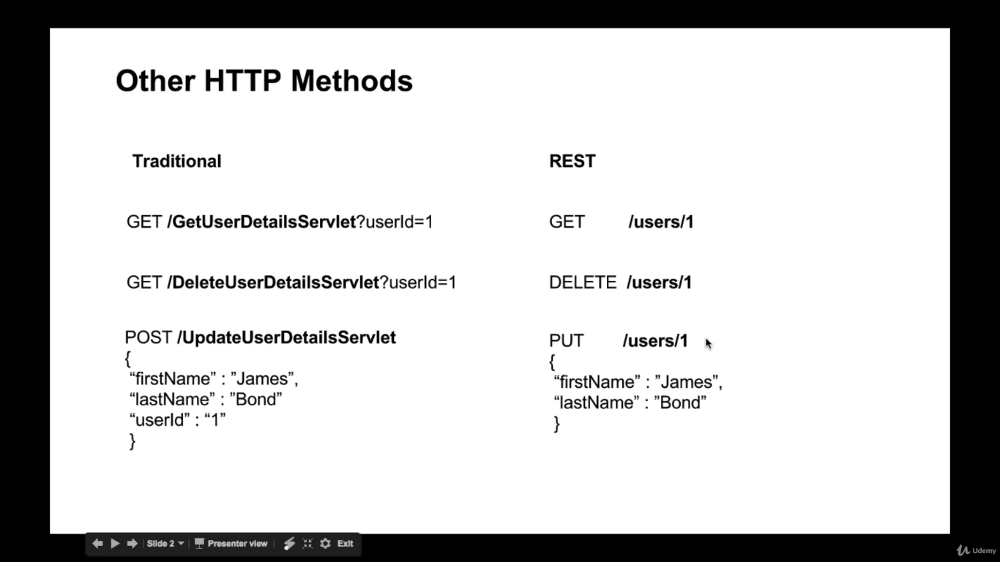 Other HTTP Methods
Traditional
REST
GET /GetUserDetailsServlet?userId=1
GET /users/1
GET /DeleteUserDetailsServlet?userId=1
DELETE /users/1
POST /UpdateUserDetailsServlet
{
“firstName” : ”James”,
“lastName” : ”Bond”
“userId” : “1”
}
PUT /users/1
{
“firstName” : ”James”,
“lastName” : ”Bond”
}
Slide 2
Presenter view
Exit
Udemy